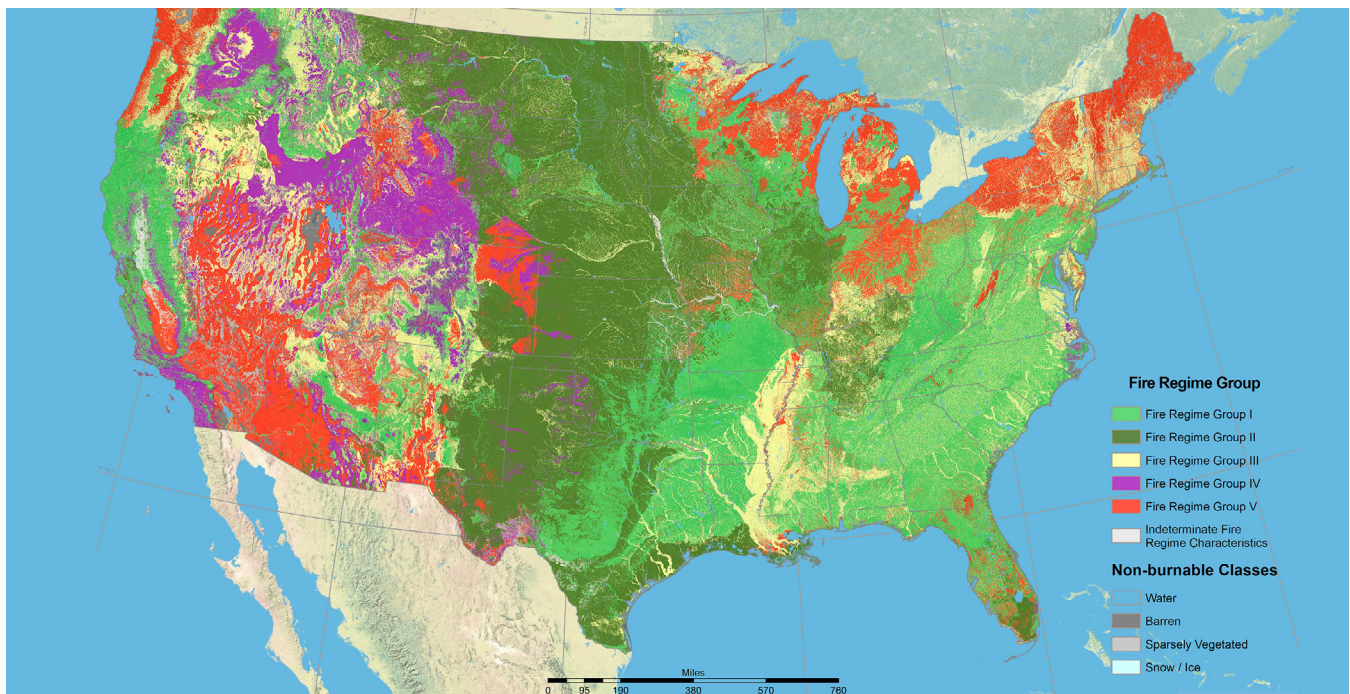 Fire Regime Group
Fire Regime Group I
Fire Regime Group II
Fire Regime Group III
Fire Regime Group IV
Fire Regime Group V
Indeterminate Fire
Regime Characteristics
Non-burnable Classes
Water
Barren
Sparsely Vegetated
Snow / Ice
Miles
0 95 190 380 570 760